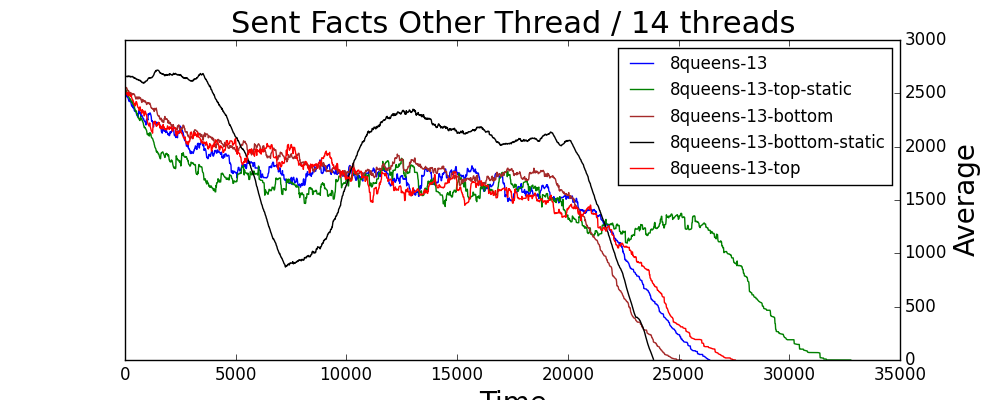 Sent Facts Other Thread / 14 threads
8queens-13
8queens-13-top-static
8queens-13-bottom
8queens-13-bottom-static
8queens-13-top
3000
2500
2000
1500
1000
500
0
Average
0 5000 10000 15000 20000 25000 30000 35000
Time